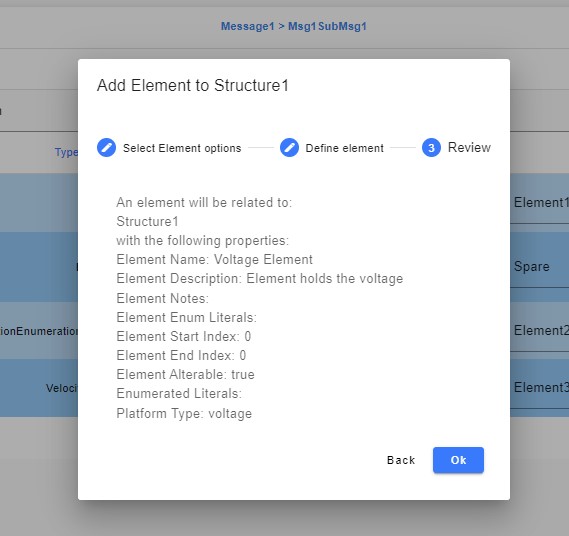 Message1 > Msg1SubMsg1
Add Element to Structure1
Select Element options
Define element
3 Review
Type
An element will be related to:
Structure1
with the following properties:
Element Name: Voltage Element
Element Description: Element holds the voltage
Element Notes:
Element Enum Literals:
Element Start Index: 0
Element End Index: 0
Element Alterable: true
Enumerated Literals:
Platform Type: voltage
Element1
Spare
ionEnumeration
Element2
Veloci
Element3
Back
Ok